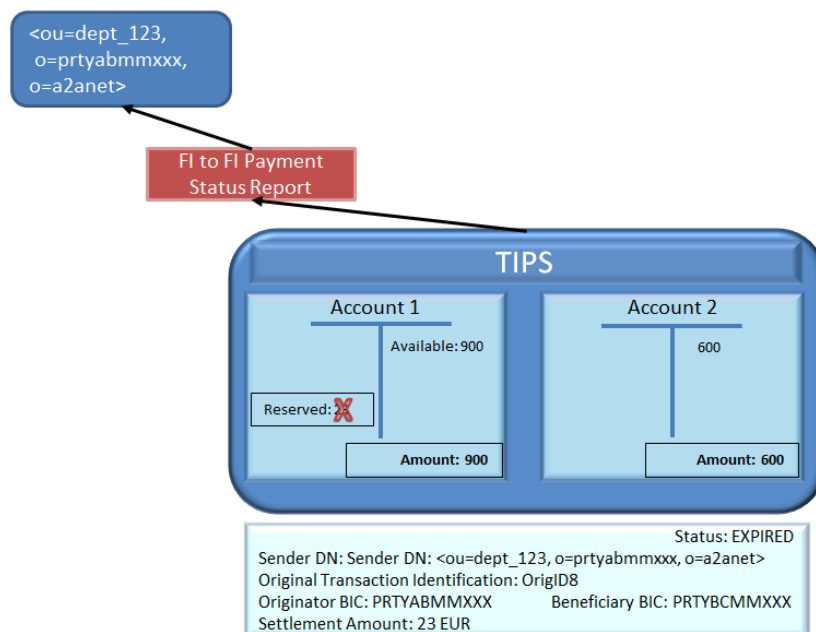 <ou=dept_123,
o=prtyabmmxxx,
o=a2anet>
FI to FI Payment
Status Report
TIPS
Account 1
Available: 900
Reserved: 23
Amount: 900
Account 2
600
Amount: 600
Status: EXPIRED
Sender DN: Sender DN: <ou=dept_123, o=prtyabmmxxx, o=a2anet>
Original Transaction Identification: OrigID8
Originator BIC: PRTYABMMXXX Beneficiary BIC: PRTYBCMMXXX
Settlement Amount: 23 EUR